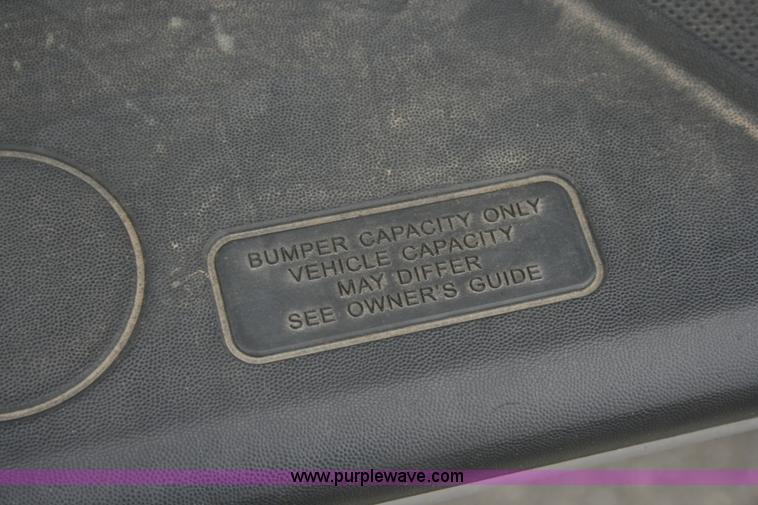 BUMPER CAPACITY ONLY
VEHICLE CAPACITY
MAY DIFFER
SEE OWNER'S GUIDE
www.purplewave.com